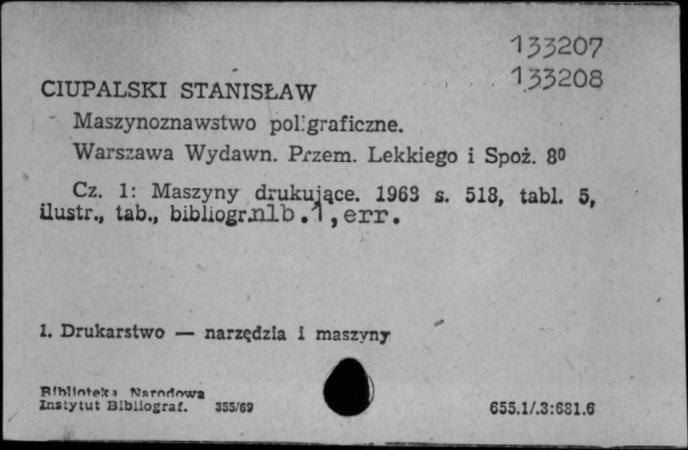 133207
133208
CIUPALSKI STANISŁAW
Maszynoznawstwo poligraficzne.
Warszawa Wydawn. Przem. Lekkiego i Spoż. 8⁰
Cz. 1: Maszyny drukujące. 1963 s. 518, tabl. 5,
ilustr., tab., bibliogr.nlb.1,err.
1. Drukarstwo — narzędzia i maszyny
Biblioteka Narodowa
Instytut Bibliograf. 355/69
655.1/.3:681.6